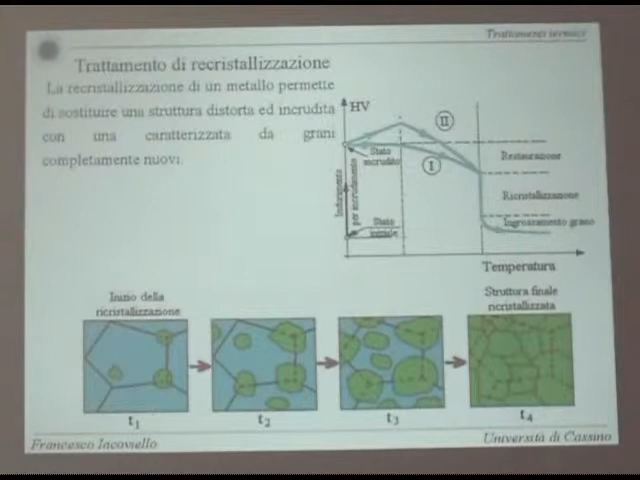 Trattamenti termici
Trattamento di recristallizzazione
La recristallizzazione di un metallo permette
di sostituire una struttura distorta ed incrudita
con una caratterizzata da grani
completamente nuovi.
HV
II
I
Stato
incrudito
Indurimento
per incrudimento
Stato
iniziale
Restaurazione
Ricristallizzazione
Ingrossamento grano
Temperatura
Inizio della
ricristallizzazione
Struttura finale
ricristallizzata
t1
t2
t3
t4
Francesco Iacoviello
Università di Cassino